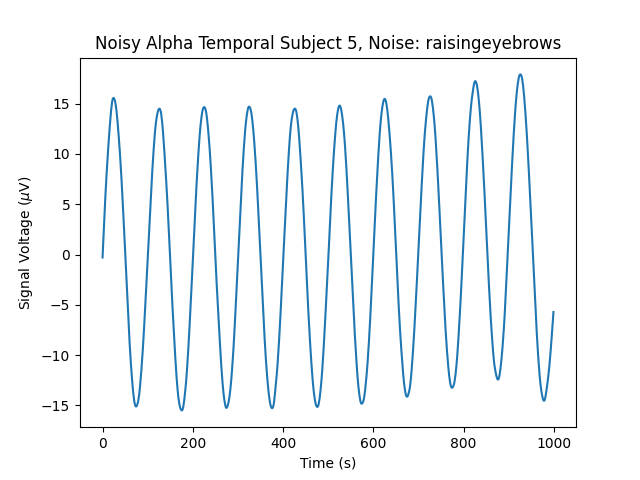 Noisy Alpha Temporal Subject 5, Noise: raisingeyebrows
Signal Voltage (μV)
15
10
5
0
−5
−10
−15
0 200 400 600 800 1000
Time (s)